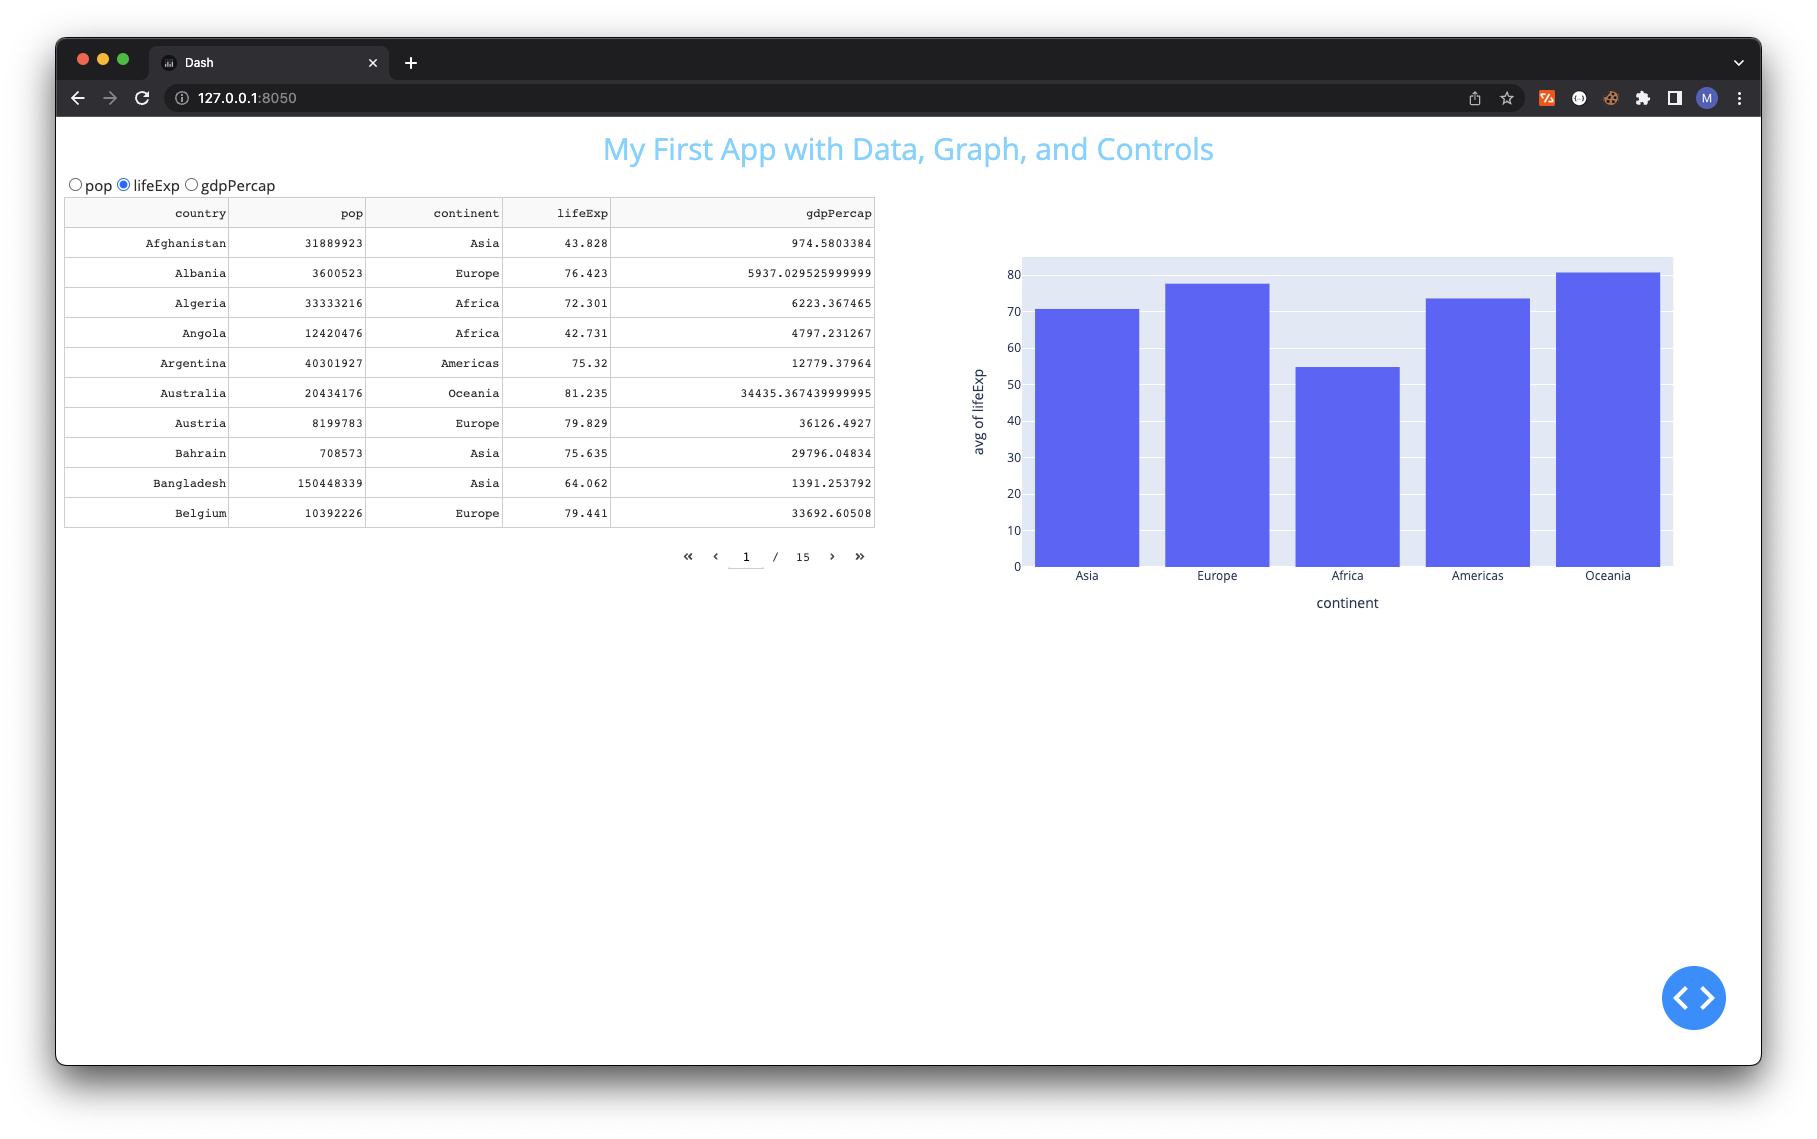 Dash
127.0.0.1:8050
M
My First App with Data, Graph, and Controls
pop lifeExp gdpPercap
country pop continent lifeExp gdpPercap
Afghanistan 31889923 Asia 43.828 974.5803384
Albania 3600523 Europe 76.423 5937.029525999999
Algeria 33333216 Africa 72.301 6223.367465
Angola 12420476 Africa 42.731 4797.231267
Argentina 40301927 Americas 75.32 12779.37964
Australia 20434176 Oceania 81.235 34435.367439999995
Austria 8199783 Europe 79.829 36126.4927
Bahrain 708573 Asia 75.635 29796.04834
Bangladesh 150448339 Asia 64.062 1391.253792
Belgium 10392226 Europe 79.441 33692.60508
« ‹ 1 / 15 › »
avg of lifeExp
80
70
60
50
40
30
20
10
0
Asia Europe Africa Americas Oceania
continent